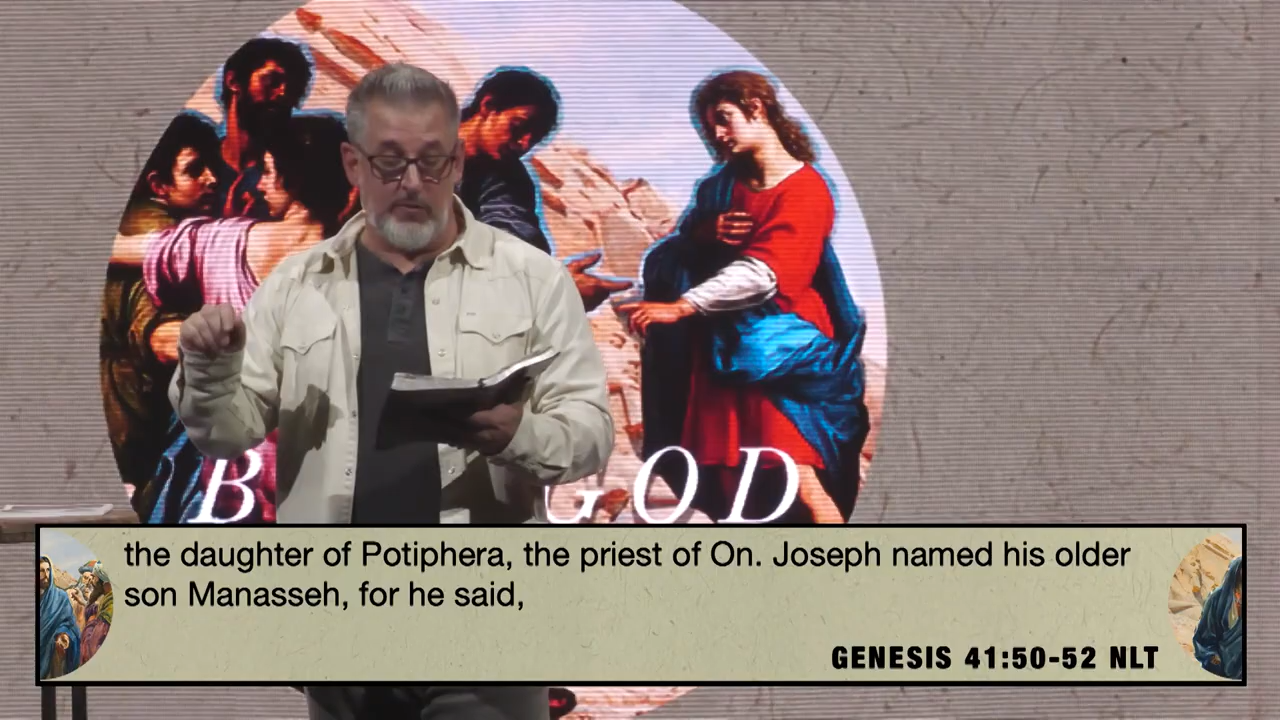 B GOD
the daughter of Potiphera, the priest of On. Joseph named his older
son Manasseh, for he said,
GENESIS 41:50-52 NLT